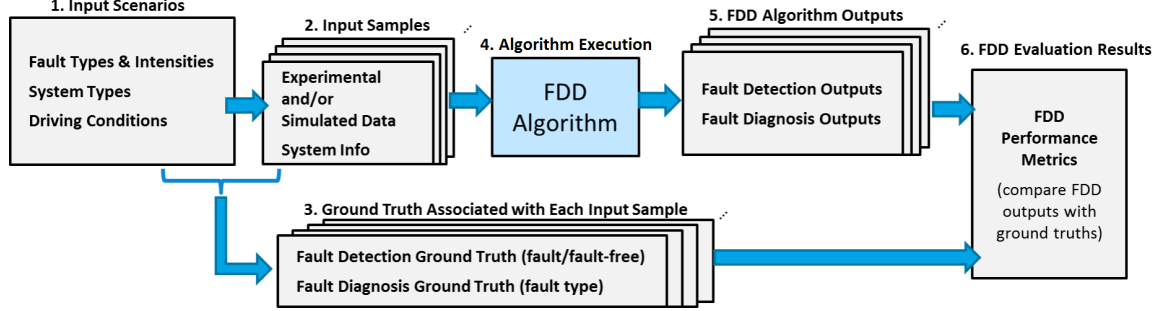 1. Input Scenarios
Fault Types & Intensities
System Types
Driving Conditions
2. Input Samples
Experimental
and/or
Simulated Data
System Info
3. Ground Truth Associated with Each Input Sample
Fault Detection Ground Truth (fault/fault-free)
Fault Diagnosis Ground Truth (fault type)
4. Algorithm Execution
FDD
Algorithm
5. FDD Algorithm Outputs
Fault Detection Outputs
Fault Diagnosis Outputs
6. FDD Evaluation Results
FDD
Performance
Metrics
(compare FDD
outputs with
ground truths)